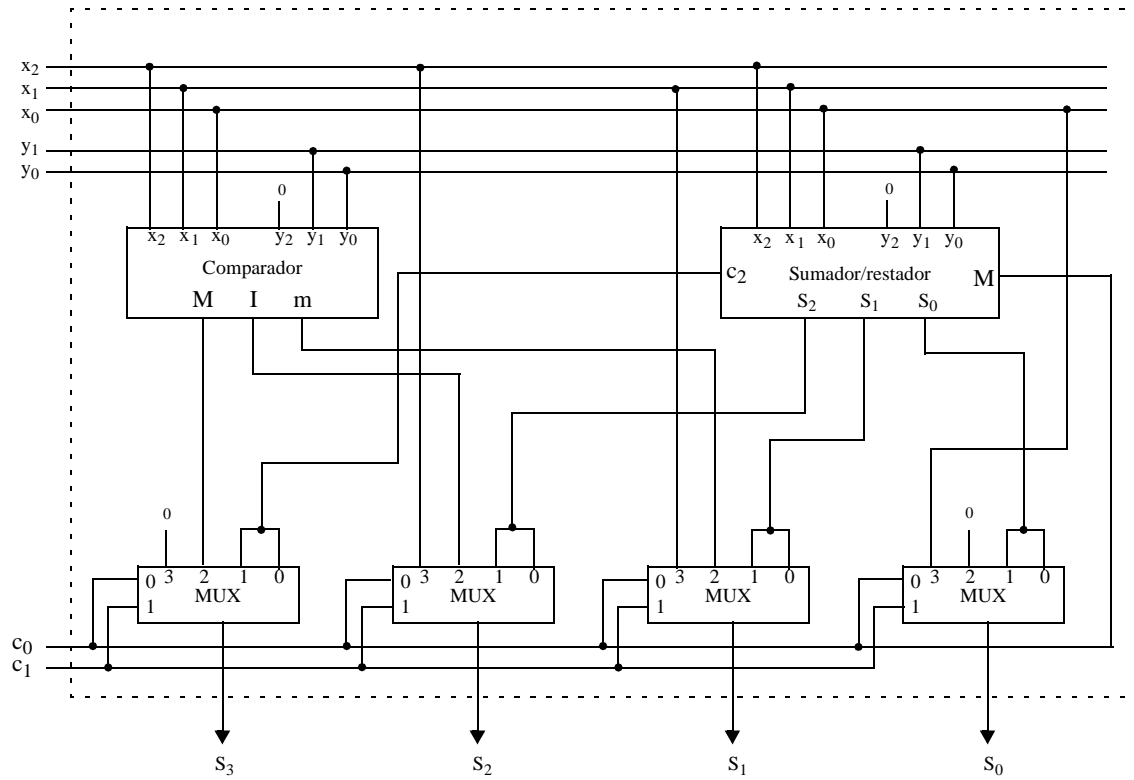 x₂
x₁
x₀
y₁
y₀
0 0
x₂ x₁ x₀ y₂ y₁ y₀ x₂ x₁ x₀ y₂ y₁ y₀
Comparador c₂ Sumador/restador M
M I m S₂ S₁ S₀
0 0
0 3 2 1 0 0 3 2 1 0 0 3 2 1 0 0 3 2 1 0
1 MUX 1 MUX 1 MUX 1 MUX
c₀
c₁
S₃ S₂ S₁ S₀